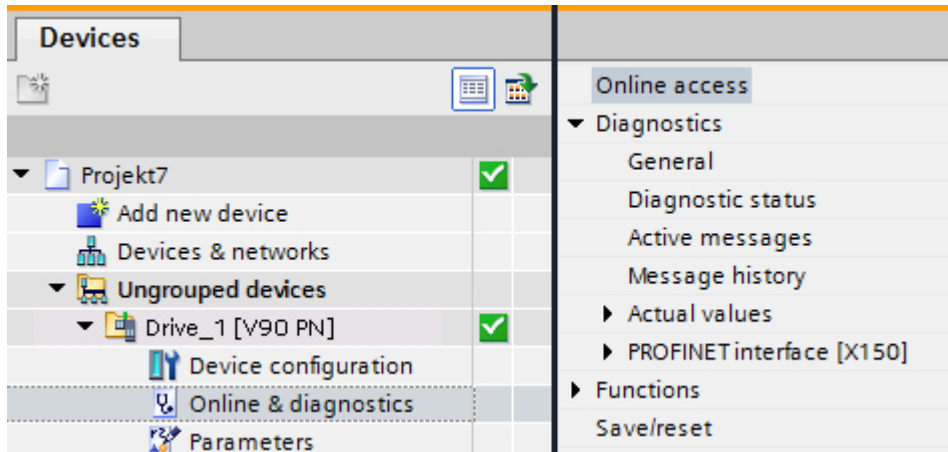 Devices
Projekt7
Add new device
Devices & networks
Ungrouped devices
Drive_1 [V90 PN]
Device configuration
Online & diagnostics
Parameters
Online access
Diagnostics
General
Diagnostic status
Active messages
Message history
Actual values
PROFINET interface [X150]
Functions
Save/reset